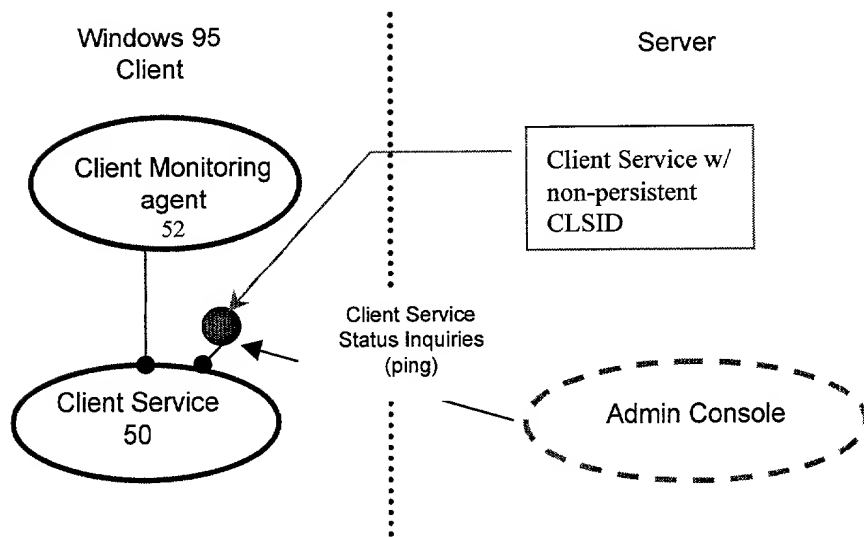 Windows 95
Client
Server
Client Monitoring
agent
52
Client Service w/
non-persistent
CLSID
Client Service
Status Inquiries
(ping)
Client Service
50
Admin Console